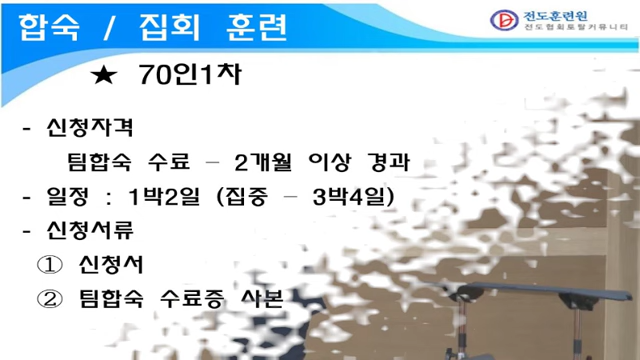 합숙 / 집회 훈련
전도훈련원
전도협회포탈커뮤니티
★ 70인1차
- 신청자격
팀합숙 수료 – 2개월 이상 경과
- 일정 : 1박2일 (집중 – 3박4일)
- 신청서류
① 신청서
② 팀합숙 수료증 사본